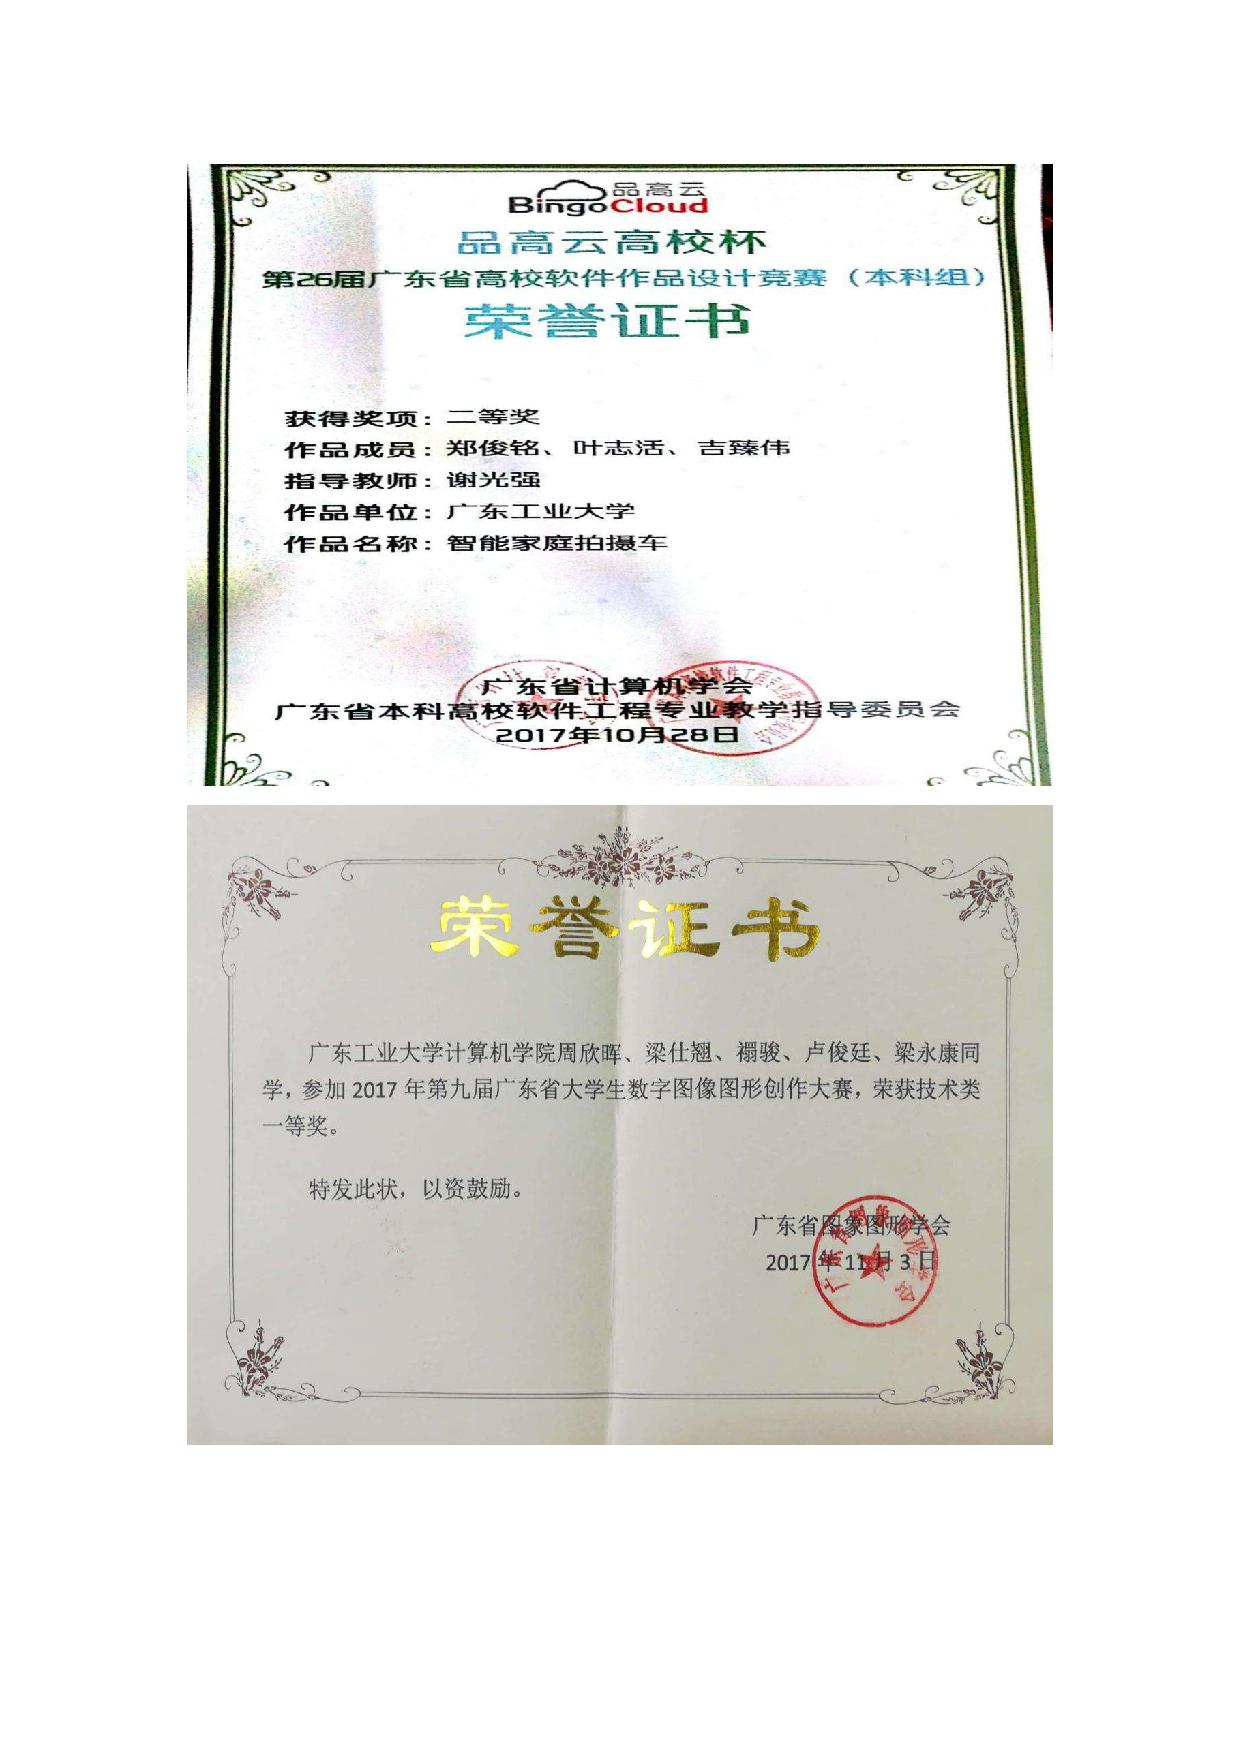 品高云
BingoCloud
品高云高校杯
第26届广东省高校软件作品设计竞赛（本科组）
荣誉证书
获得奖项：二等奖
作品成员：郑俊铭、叶志活、吉臻伟
指导教师：谢光强
作品单位：广东工业大学
作品名称：智能家庭拍摄车
广东省计算机学会
广东省本科高校软件工程专业教学指导委员会
2017年10月28日
荣誉证书
广东工业大学计算机学院周欣晖、梁仕翘、禤骏、卢俊廷、梁永康同
学，参加 2017 年第九届广东省大学生数字图像图形创作大赛，荣获技术类
一等奖。
特发此状，以资鼓励。
广东省图象图形学会
2017 年 11 月 3 日